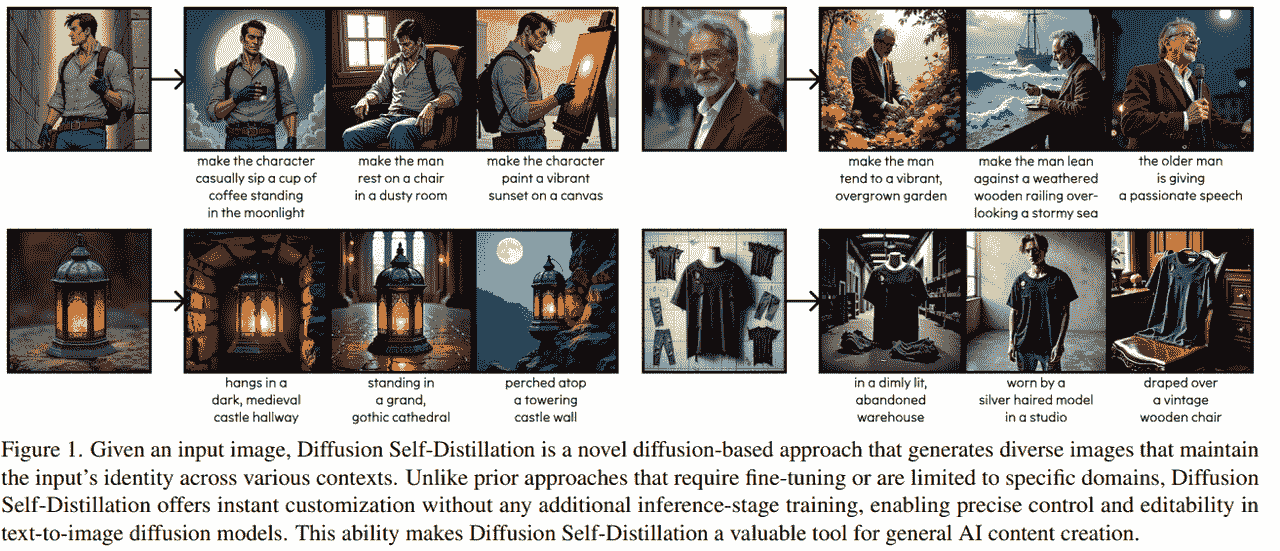 make the character
casually sip a cup of
coffee standing
in the moonlight
make the man
rest on a chair
in a dusty room
make the character
paint a vibrant
sunset on a canvas
make the man
tend to a vibrant,
overgrown garden
make the man lean
against a weathered
wooden railing over-
looking a stormy sea
the older man
is giving
a passionate speech
hangs in a
dark, medieval
castle hallway
standing in
a grand,
gothic cathedral
perched atop
a towering
castle wall
in a dimly lit,
abandoned
warehouse
worn by a
silver haired model
in a studio
draped over
a vintage
wooden chair
Figure 1. Given an input image, Diffusion Self-Distillation is a novel diffusion-based approach that generates diverse images that maintain
the input's identity across various contexts. Unlike prior approaches that require fine-tuning or are limited to specific domains, Diffusion
Self-Distillation offers instant customization without any additional inference-stage training, enabling precise control and editability in
text-to-image diffusion models. This ability makes Diffusion Self-Distillation a valuable tool for general AI content creation.